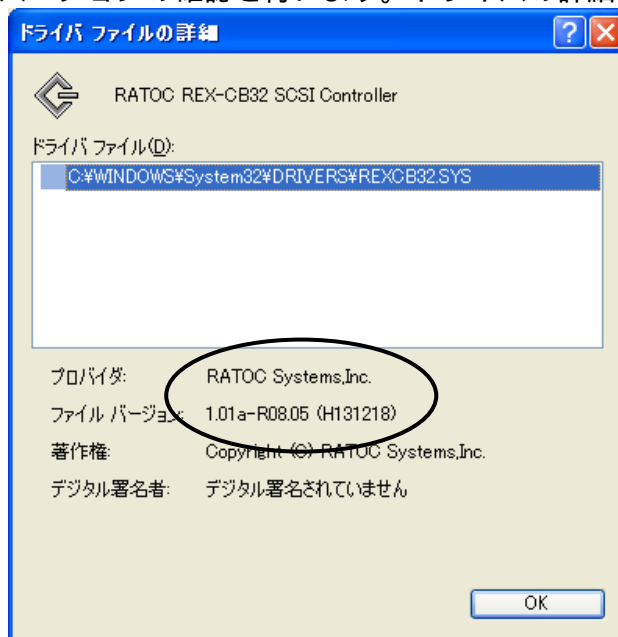 ドライバ ファイルの詳細
RATOC REX-CB32 SCSI Controller
ドライバ ファイル(D):
C:¥WINDOWS¥System32¥DRIVERS¥REXCB32.SYS
プロバイダ: RATOC Systems,Inc.
ファイル バージョン: 1.01a-R08.05 (H131218)
著作権: Copyright (C) RATOC Systems,Inc.
デジタル署名者: デジタル署名されていません
OK